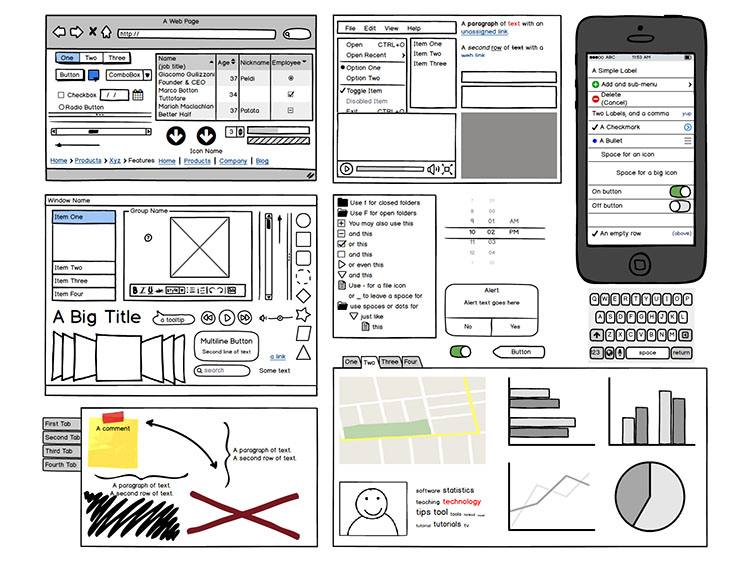 A Web Page
http://
One Two Three
Button ComboBox
Checkbox / /
Radio Button
Name
(job title) Age Nickname Employee
Giacomo Guilizzoni
Founder & CEO 37 Peldi
Marco Botton
Tuttofare 34
Mariah Maclachlan
Better Half 37 Patata
3
Icon Name
Home Products Xyz Features Home Products Company Blog
File Edit View Help
Open CTRL+O
Open Recent
Option One
Option Two
Toggle Item
Disabled Item
Exit CTRL+Q
Item One
Item Two
Item Three
A paragraph of text with an
unassigned link.
A second row of text with a
web link
ABC 11:53 AM
A Simple Label
Add and sub-menu
Delete
(Cancel)
Two Labels, and a comma yup
A Checkmark
A Bullet
Space for an icon
Space for a big icon
On button
Off button
An empty row (above)
Window Name
Item One
Item Two
Item Three
Item Four
Group Name
B I U
A Big Title
a tooltip
Multiline Button
Second line of text
a link
search
Some text
Use f for closed folders
Use F for open folders
You may also use this
and this
or this
and this
or even this
and this
Use - for a file icon
or _ to leave a space for
use spaces or dots for
just like
this
9 01 AM
10 02 PM
11 03
12 04
Alert
Alert text goes here
No Yes
Button
Q W E R T Y U I O P
A S D F G H J K L
Z X C V B N M
123 space return
First Tab
Second Tab
Third Tab
Fourth Tab
A comment
A paragraph of text.
A second row of text.
A paragraph of text.
A second row of text.
One Two Three Four
software statistics
teaching technology
tips tool tools
tutorial tutorials tv